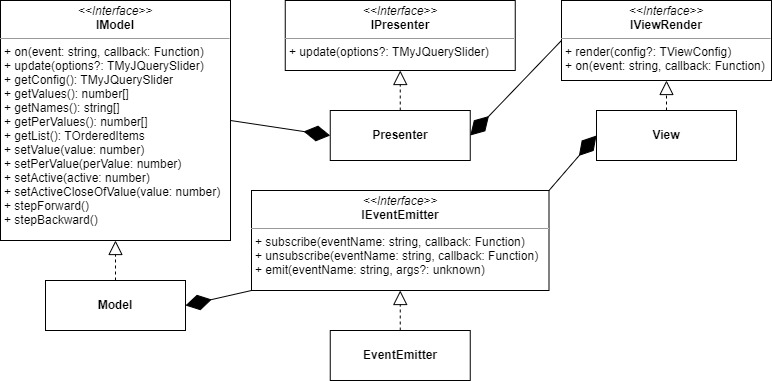 <<Interface>>
IModel
+ on(event: string, callback: Function)
+ update(options?: TMyJQuerySlider)
+ getConfig(): TMyJQuerySlider
+ getValues(): number[]
+ getNames(): string[]
+ getPerValues(): number[]
+ getList(): TOrderedItems
+ setValue(value: number)
+ setPerValue(perValue: number)
+ setActive(active: number)
+ setActiveCloseOfValue(value: number)
+ stepForward()
+ stepBackward()
<<Interface>>
IPresenter
+ update(options?: TMyJQuerySlider)
<<Interface>>
IViewRender
+ render(config?: TViewConfig)
+ on(event: string, callback: Function)
Presenter
View
<<Interface>>
IEventEmitter
+ subscribe(eventName: string, callback: Function)
+ unsubscribe(eventName: string, callback: Function)
+ emit(eventName: string, args?: unknown)
Model
EventEmitter